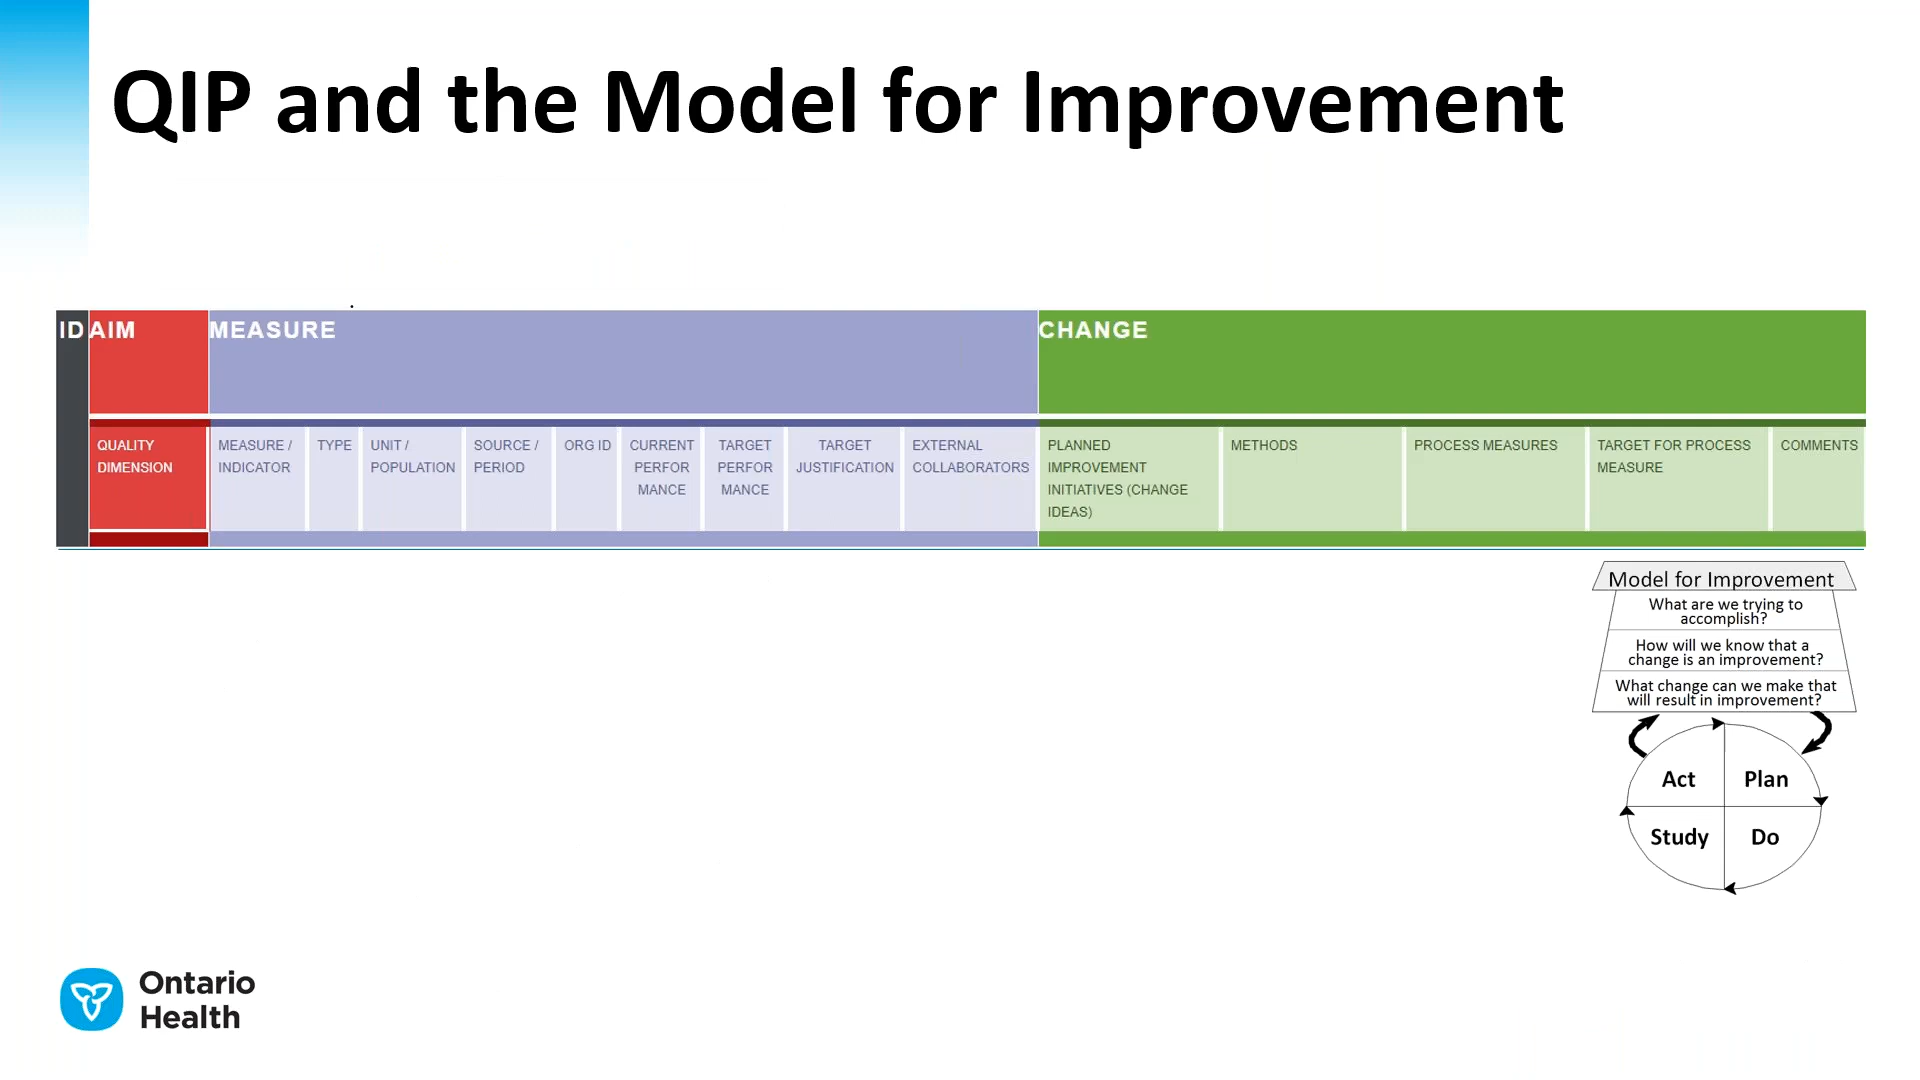 QIP and the Model for Improvement
ID AIM MEASURE CHANGE
QUALITY
DIMENSION
MEASURE /
INDICATOR
TYPE
UNIT /
POPULATION
SOURCE /
PERIOD
ORG ID
CURRENT
PERFOR
MANCE
TARGET
PERFOR
MANCE
TARGET
JUSTIFICATION
EXTERNAL
COLLABORATORS
PLANNED
IMPROVEMENT
INITIATIVES (CHANGE
IDEAS)
METHODS
PROCESS MEASURES
TARGET FOR PROCESS
MEASURE
COMMENTS
Model for Improvement
What are we trying to
accomplish?
How will we know that a
change is an improvement?
What change can we make that
will result in improvement?
Act Plan
Study Do
Ontario
Health